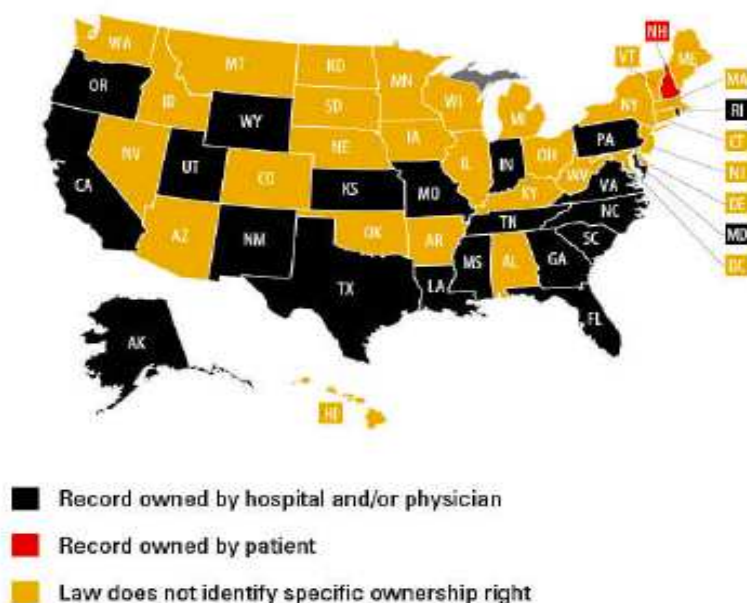 NH
WA
VT
ME
MT
ND
MN
MA
OR
ID
SD
WI
NY
RI
WY
MI
CT
IA
PA
NE
NJ
NV
IL
IN
OH
UT
DE
CA
CO
WV
VA
KS
MO
KY
MD
NC
TN
DC
AZ
OK
AR
SC
NM
MS
AL
GA
TX
LA
FL
AK
HI
Record owned by hospital and/or physician
Record owned by patient
Law does not identify specific ownership right